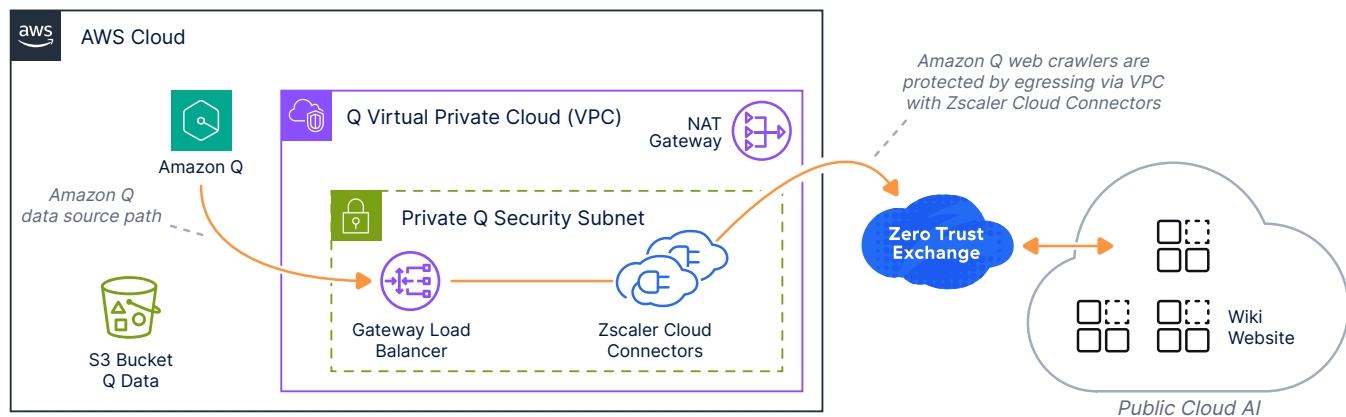 aws
AWS Cloud
Amazon Q web crawlers are
protected by egressing via VPC
with Zscaler Cloud Connectors
Q Virtual Private Cloud (VPC)
NAT
Gateway
Amazon Q
Amazon Q
data source path
Private Q Security Subnet
Zero Trust
Exchange
Gateway Load
Balancer
Zscaler Cloud
Connectors
Wiki
Website
S3 Bucket
Q Data
Public Cloud AI